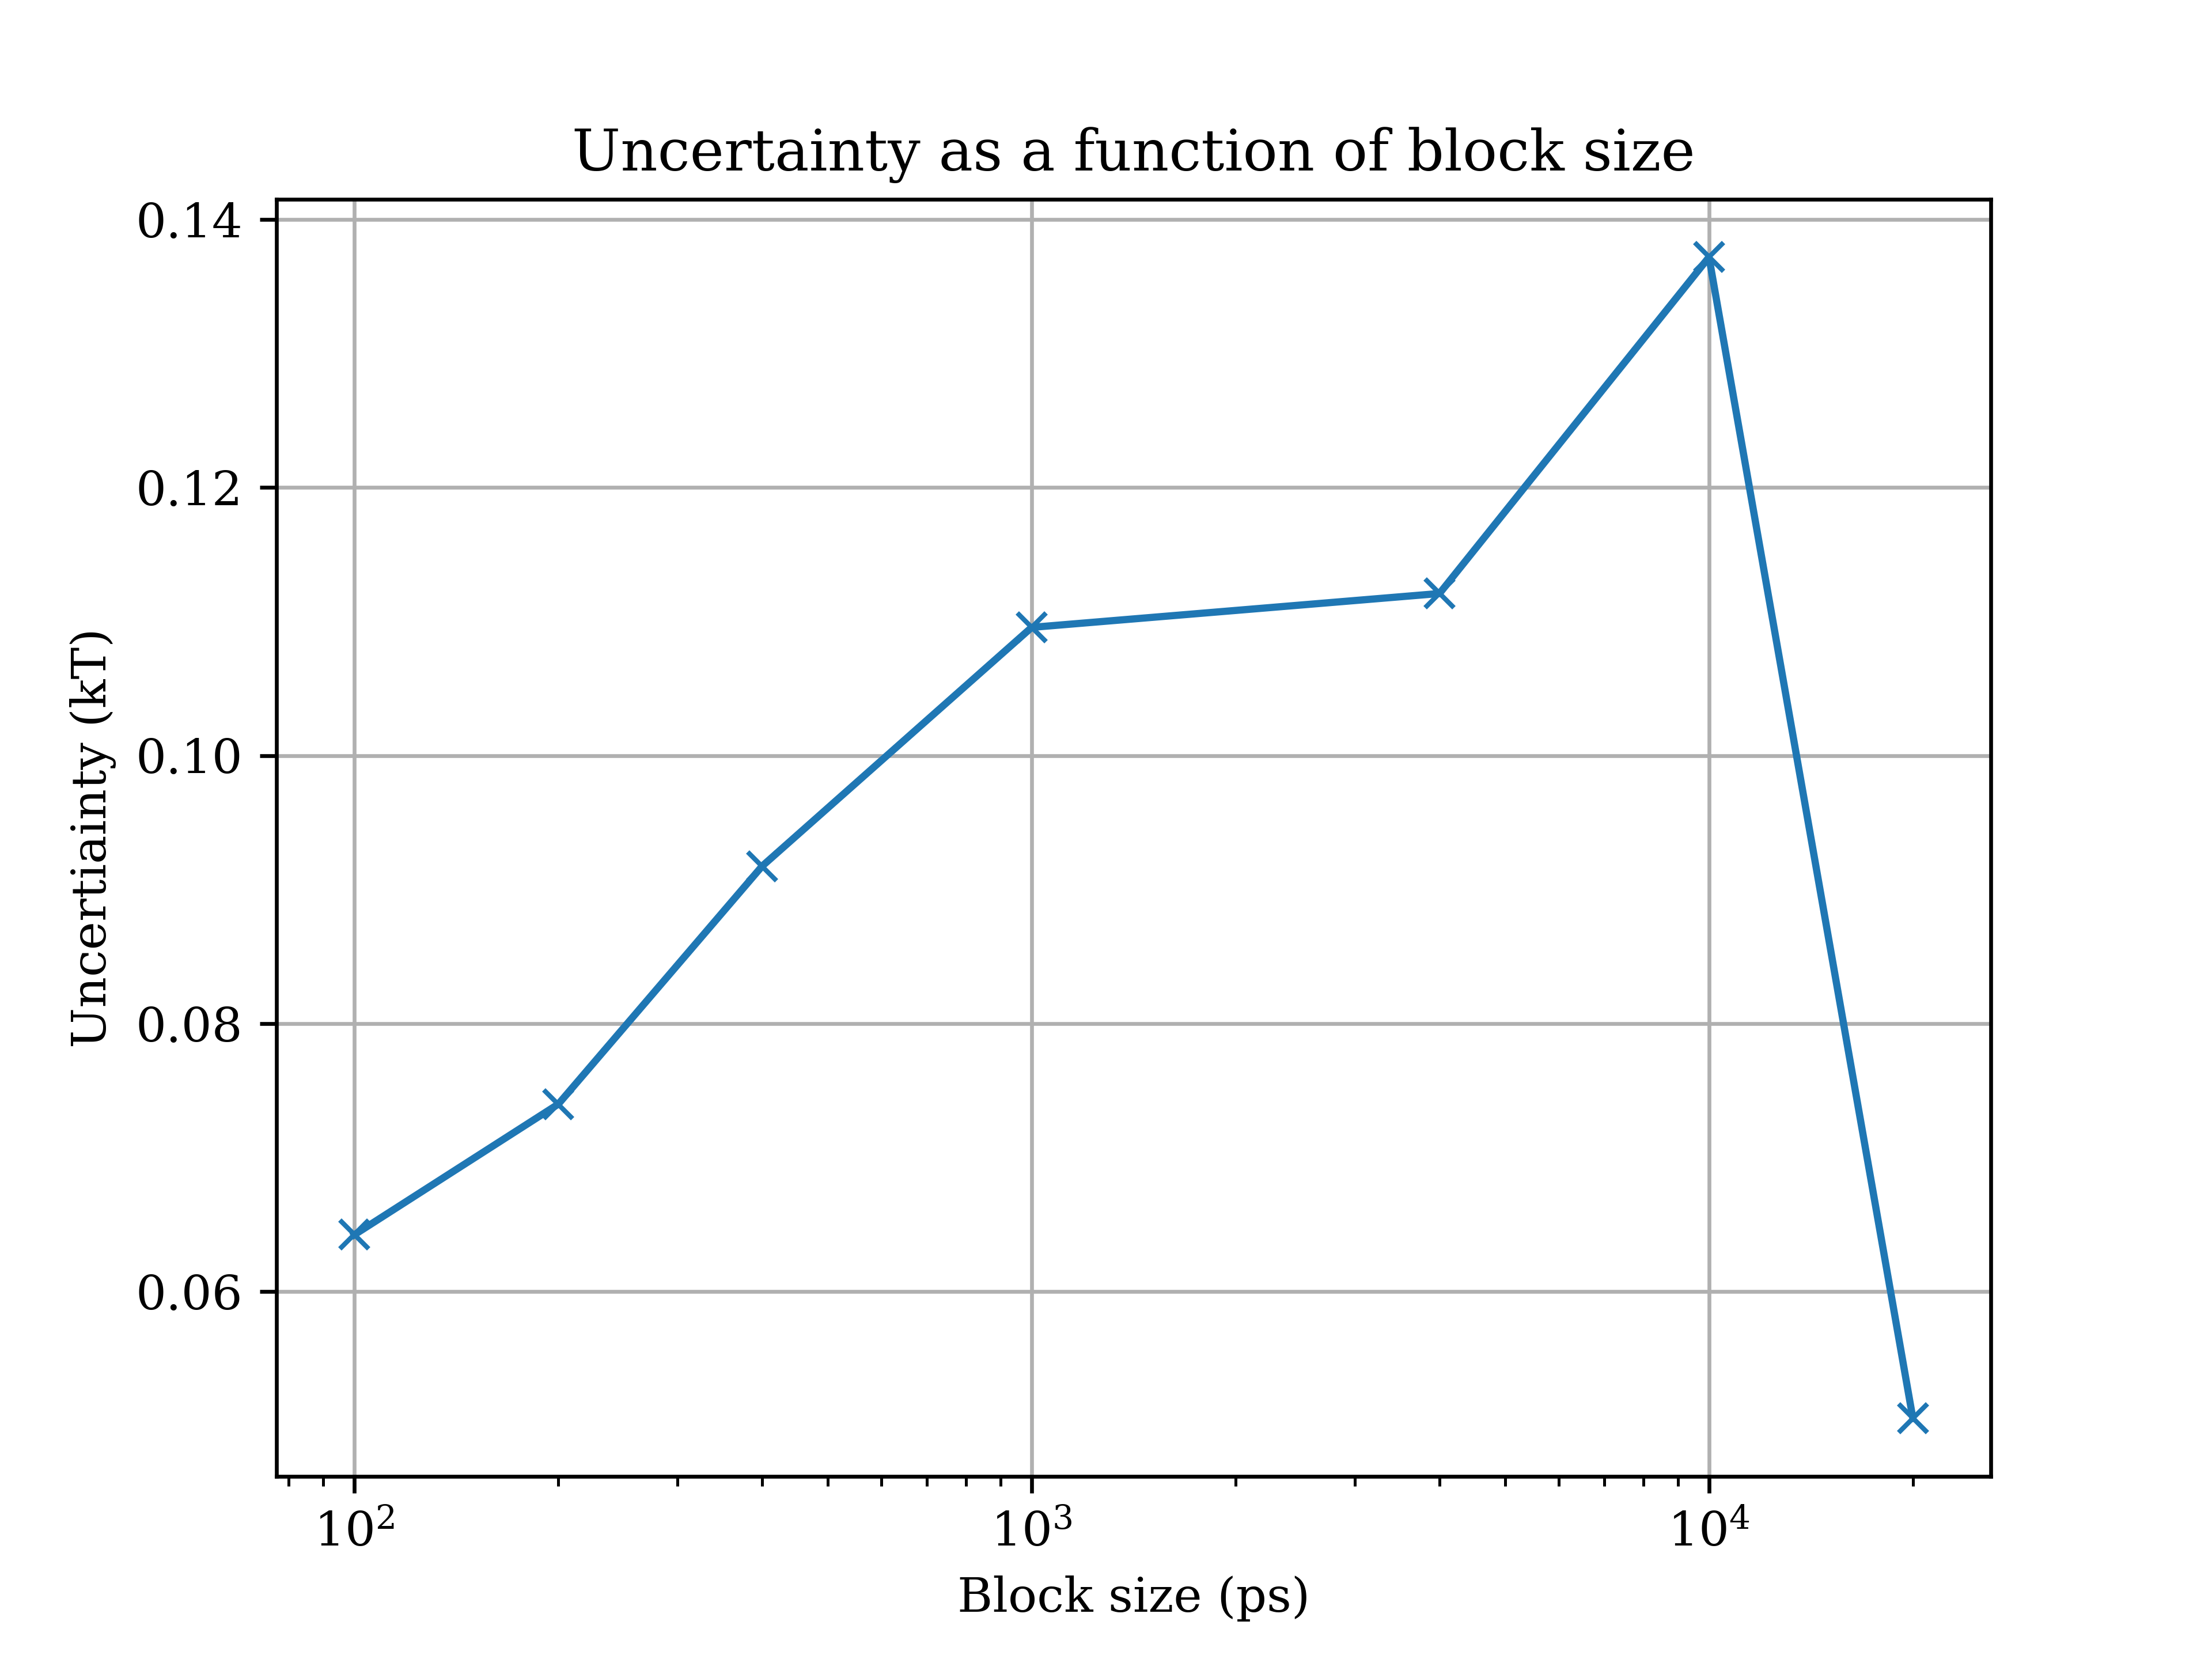 Uncertainty as a function of block size
0.14
0.12
0.10
0.08
0.06
Uncertiainty (kT)
10²
10³
10⁴
Block size (ps)